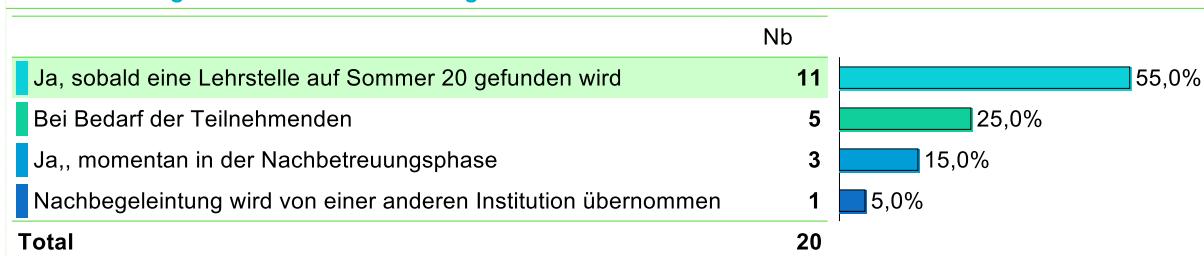 Nb
Ja, sobald eine Lehrstelle auf Sommer 20 gefunden wird 11 55,0%
Bei Bedarf der Teilnehmenden 5 25,0%
Ja,, momentan in der Nachbetreuungsphase 3 15,0%
Nachbegeleintung wird von einer anderen Institution übernommen 1 5,0%
Total 20